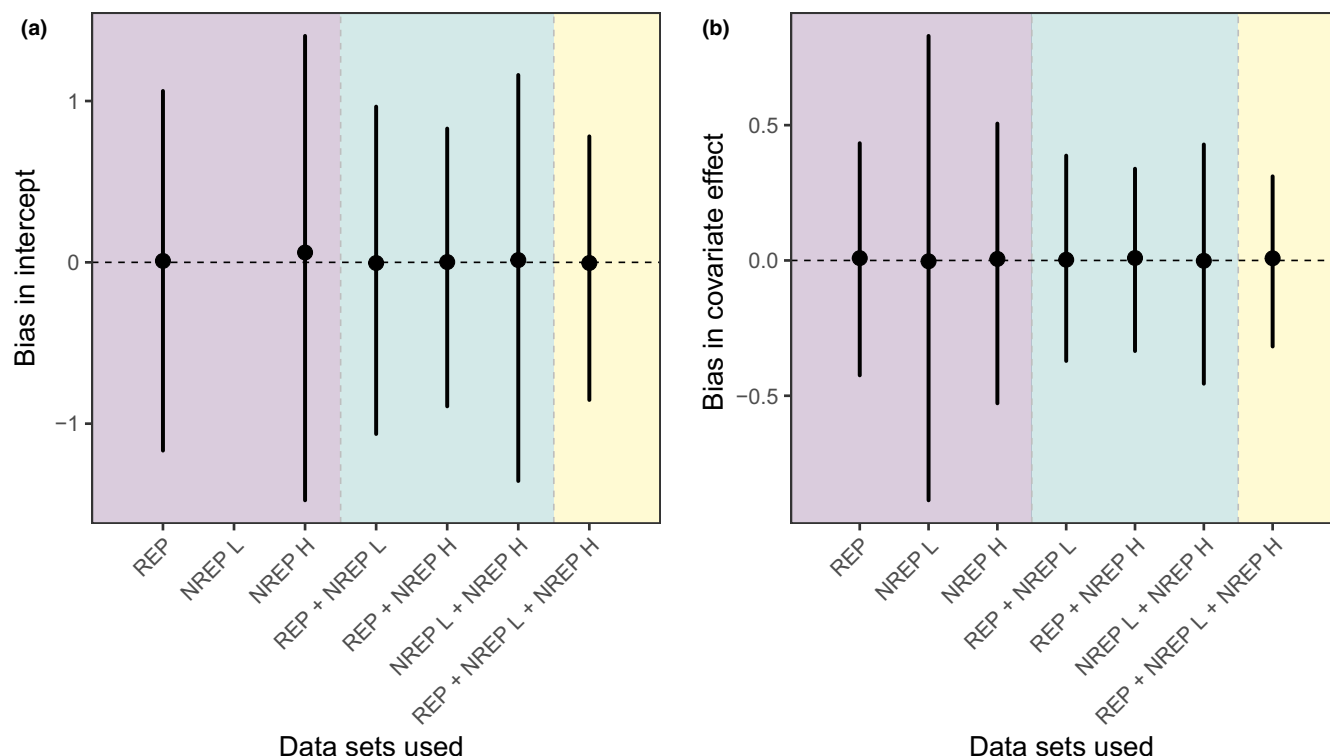 (a)
Bias in intercept
1
0
−1
REP
NREP L
NREP H
REP + NREP L
REP + NREP H
NREP L + NREP H
REP + NREP L + NREP H
Data sets used
(b)
Bias in covariate effect
0.5
0.0
−0.5
REP
NREP L
NREP H
REP + NREP L
REP + NREP H
NREP L + NREP H
REP + NREP L + NREP H
Data sets used